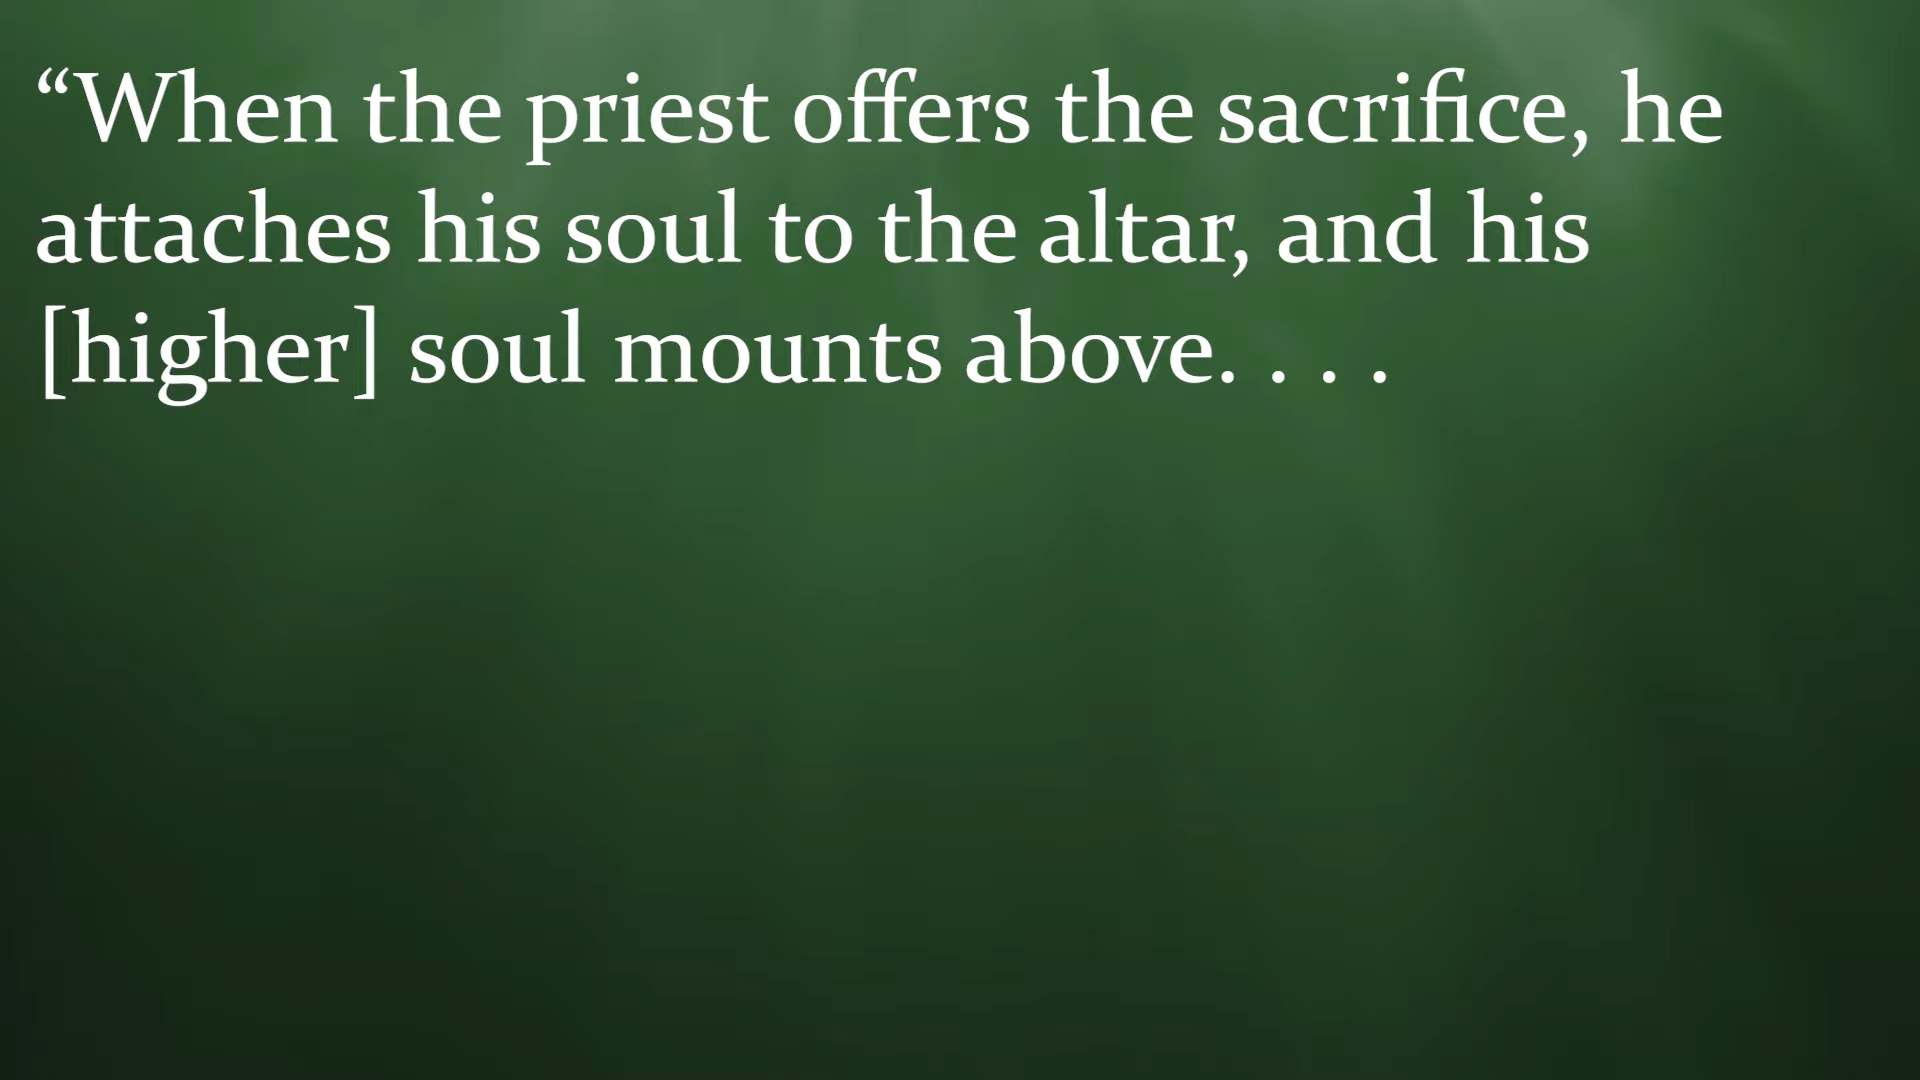 “When the priest offers the sacrifice, he
attaches his soul to the altar, and his
[higher] soul mounts above. . . .